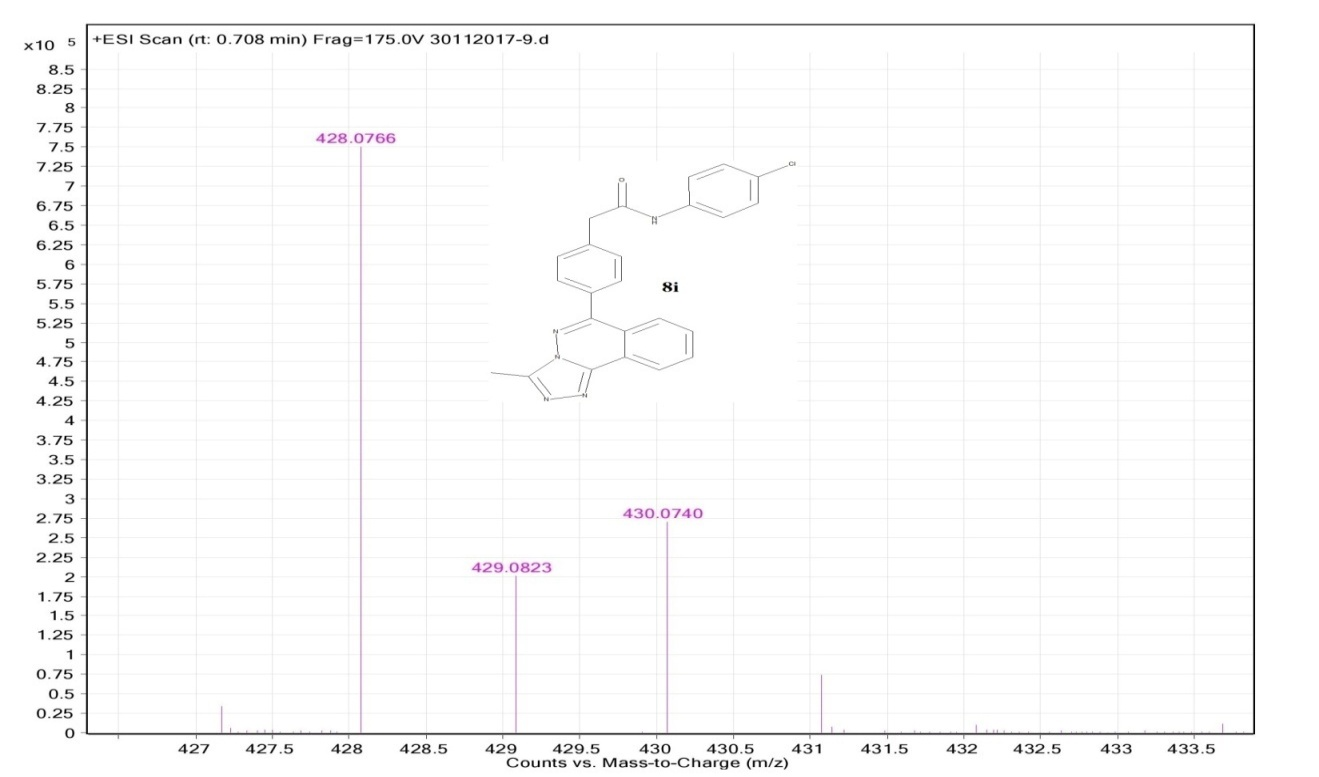 x10 5
+ESI Scan (rt: 0.708 min) Frag=175.0V 30112017-9.d
8.5
8.25
8
7.75
7.5
7.25
7
6.75
6.5
6.25
6
5.75
5.5
5.25
5
4.75
4.5
4.25
4
3.75
3.5
3.25
3
2.75
2.5
2.25
2
1.75
1.5
1.25
1
0.75
0.5
0.25
0
428.0766
Cl
O
N
H
8i
N
N
N
N
430.0740
429.0823
427 427.5 428 428.5 429 429.5 430 430.5 431 431.5 432 432.5 433 433.5
Counts vs. Mass-to-Charge (m/z)